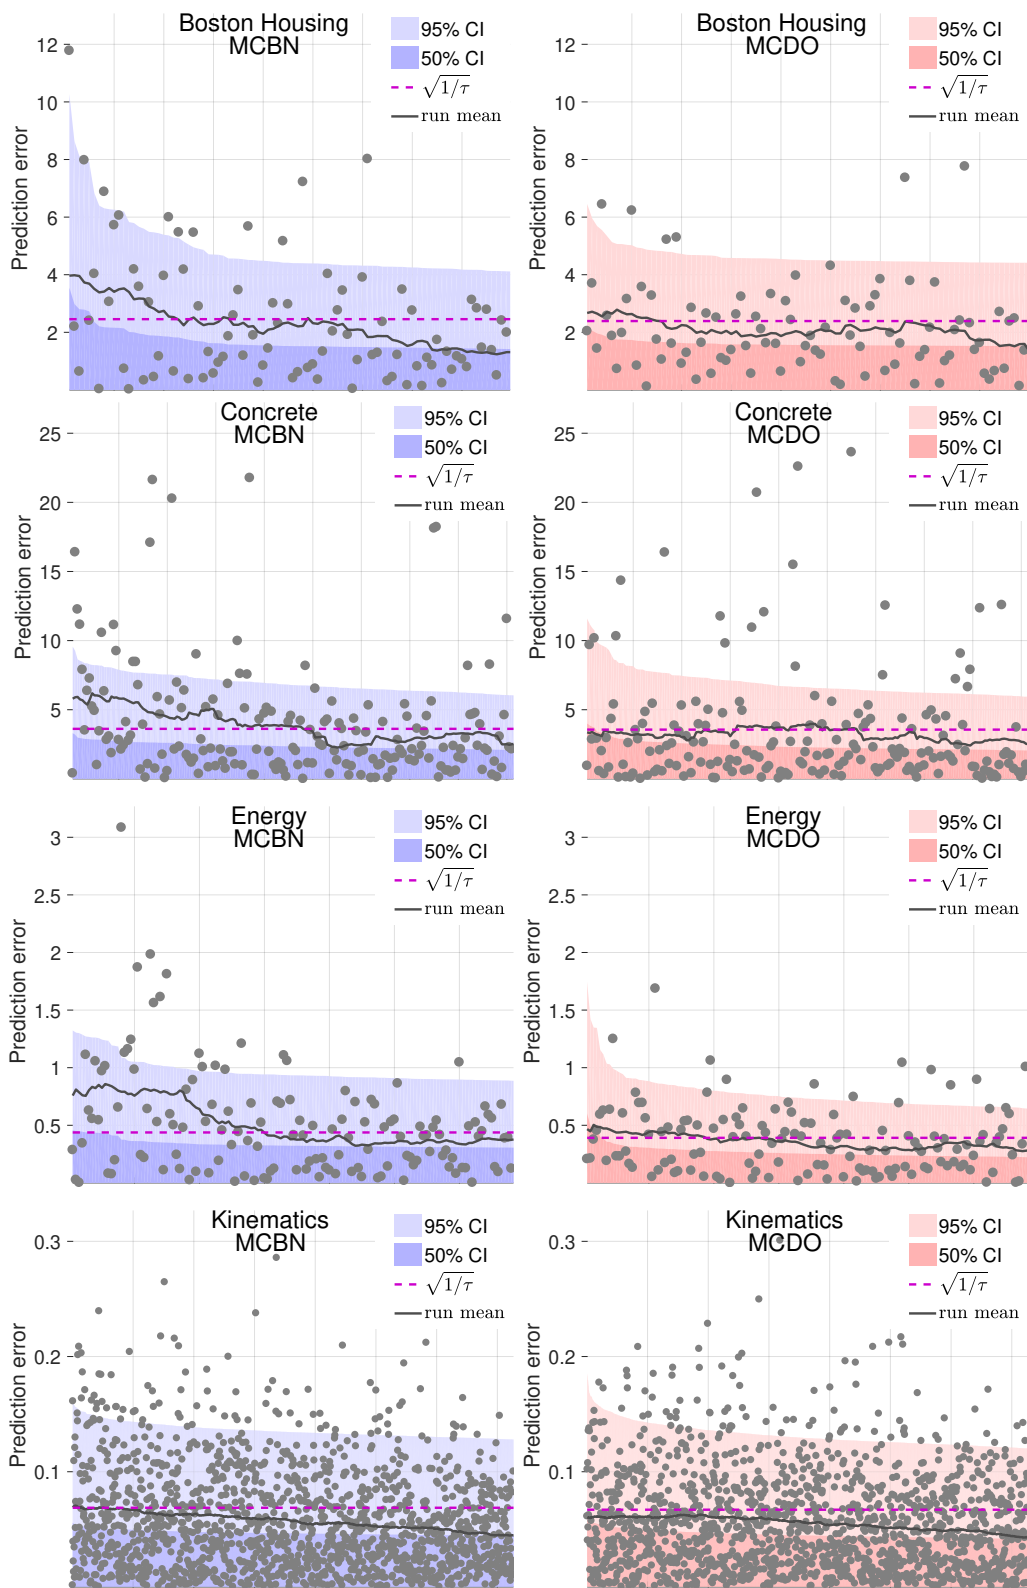 Boston Housing
MCBN
95% CI
50% CI
√1/τ
run mean
12
10
8
6
4
2
Prediction error
Boston Housing
MCDO
95% CI
50% CI
√1/τ
run mean
12
10
8
6
4
2
Prediction error
Concrete
MCBN
95% CI
50% CI
√1/τ
run mean
25
20
15
10
5
Prediction error
Concrete
MCDO
95% CI
50% CI
√1/τ
run mean
25
20
15
10
5
Prediction error
Energy
MCBN
95% CI
50% CI
√1/τ
run mean
3
2.5
2
1.5
1
0.5
Prediction error
Energy
MCDO
95% CI
50% CI
√1/τ
run mean
3
2.5
2
1.5
1
0.5
Prediction error
Kinematics
MCBN
95% CI
50% CI
√1/τ
run mean
0.3
0.2
0.1
Prediction error
Kinematics
MCDO
95% CI
50% CI
√1/τ
run mean
0.3
0.2
0.1
Prediction error